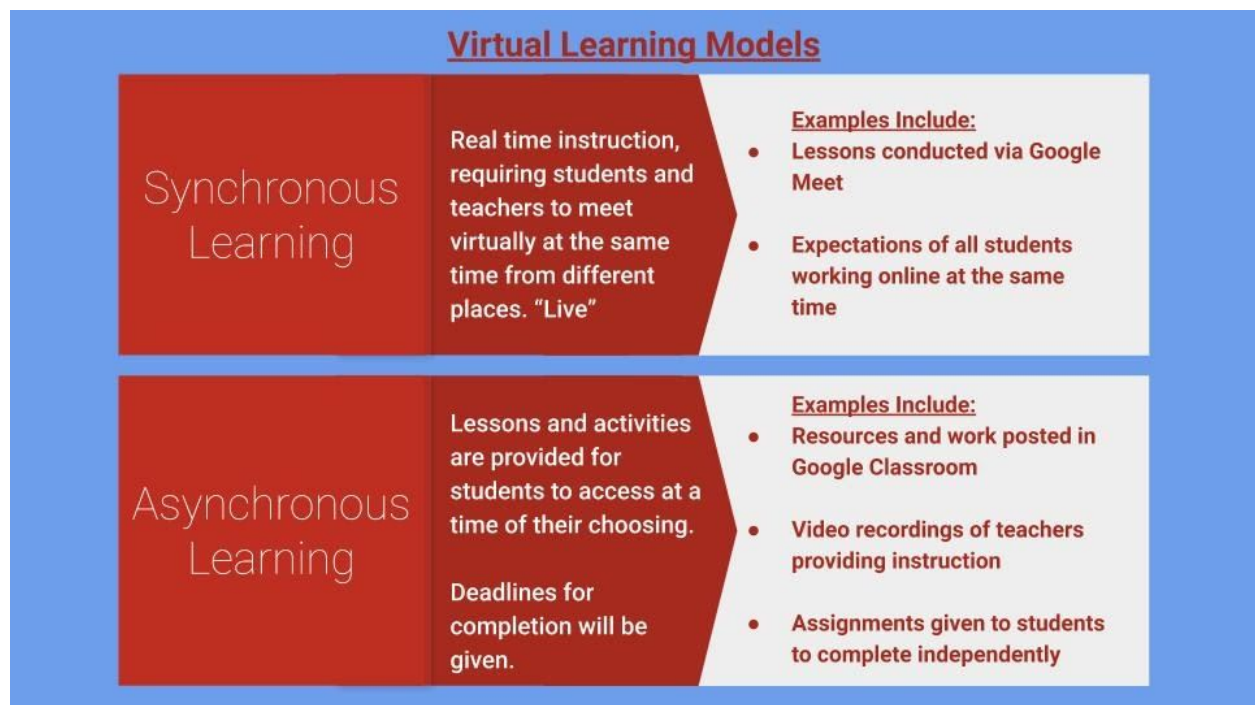 Virtual Learning Models
Synchronous
Learning
Real time instruction,
requiring students and
teachers to meet
virtually at the same
time from different
places. “Live”
Examples Include:
● Lessons conducted via Google
Meet
● Expectations of all students
working online at the same
time
Asynchronous
Learning
Lessons and activities
are provided for
students to access at a
time of their choosing.
Deadlines for
completion will be
given.
Examples Include:
● Resources and work posted in
Google Classroom
● Video recordings of teachers
providing instruction
● Assignments given to students
to complete independently